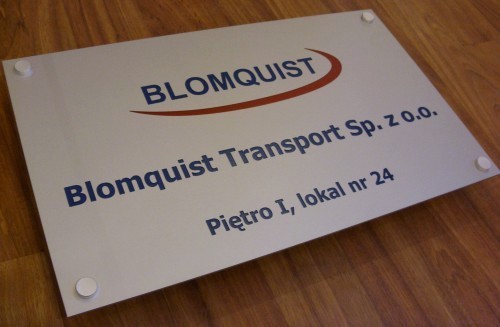 BLOMQUIST
Blomquist Transport Sp. z o.o.
Piętro I, lokal nr 24